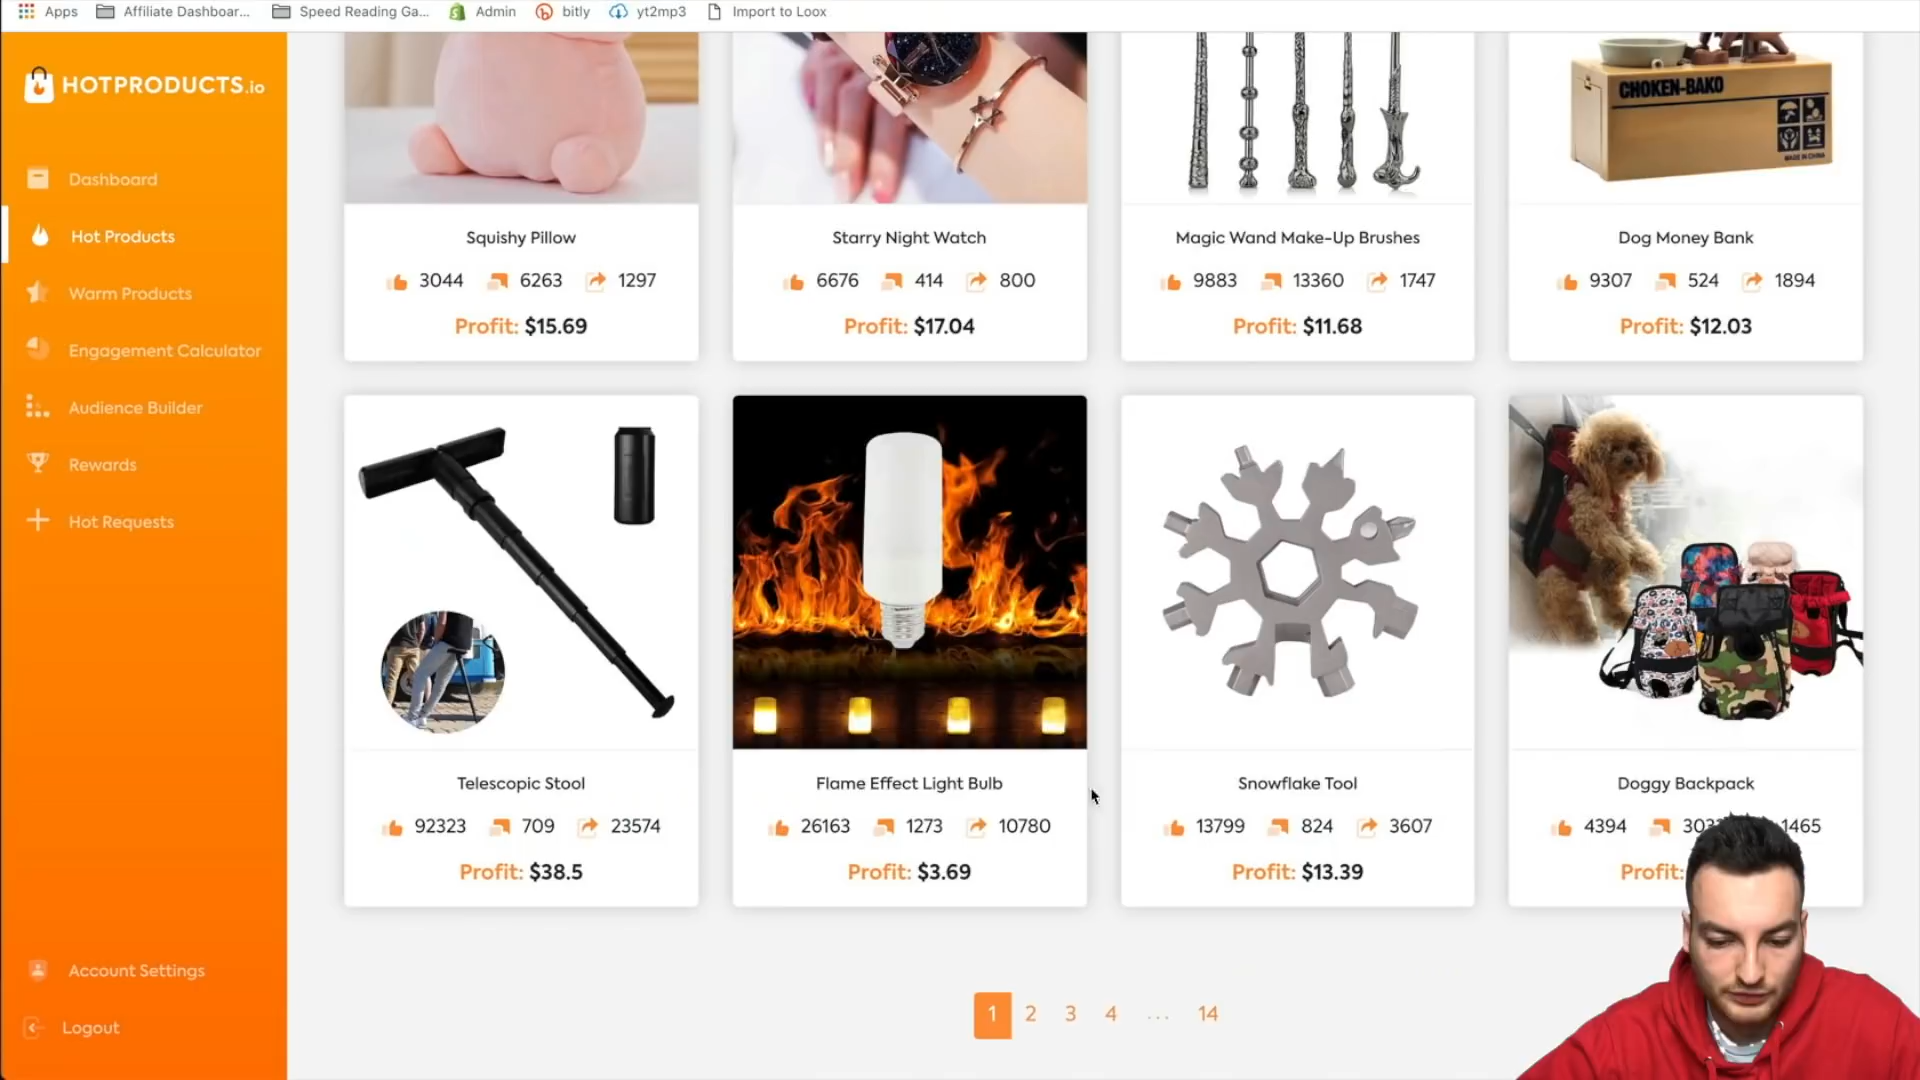 Apps
Affiliate Dashboar...
Speed Reading Ga...
Admin
bitly
yt2mp3
Import to Loox
HOTPRODUCTS.io
Dashboard
Hot Products
Warm Products
Engagement Calculator
Audience Builder
Rewards
Hot Requests
Account Settings
Logout
CHOKEN-BAKO
MADE IN CHINA
Squishy Pillow
3044 6263 1297
Profit: $15.69
Starry Night Watch
6676 414 800
Profit: $17.04
Magic Wand Make-Up Brushes
9883 13360 1747
Profit: $11.68
Dog Money Bank
9307 524 1894
Profit: $12.03
Telescopic Stool
92323 709 23574
Profit: $38.5
Flame Effect Light Bulb
26163 1273 10780
Profit: $3.69
Snowflake Tool
13799 824 3607
Profit: $13.39
Doggy Backpack
4394 1465
Profit:
1 2 3 4 ... 14